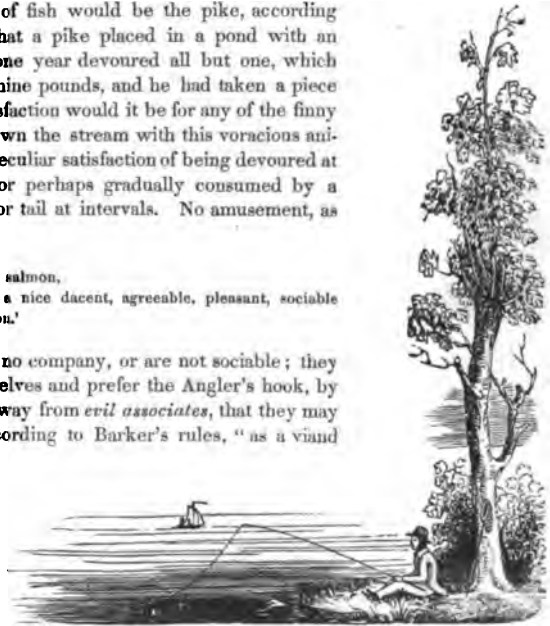 of fish would be the pike, according
hat a pike placed in a pond with an
one year devoured all but one, which
nine pounds, and he had taken a piece
sfaction would it be for any of the finny
wn the stream with this voracious ani-
eculiar satisfaction of being devoured at
or perhaps gradually consumed by a
or tail at intervals. No amusement, as
salmon,
a nice dacent, agreeable, pleasant, sociable
ou.'
no company, or are not sociable; they
elves and prefer the Angler's hook, by
way from evil associates, that they may
cording to Barker's rules, "as a viand